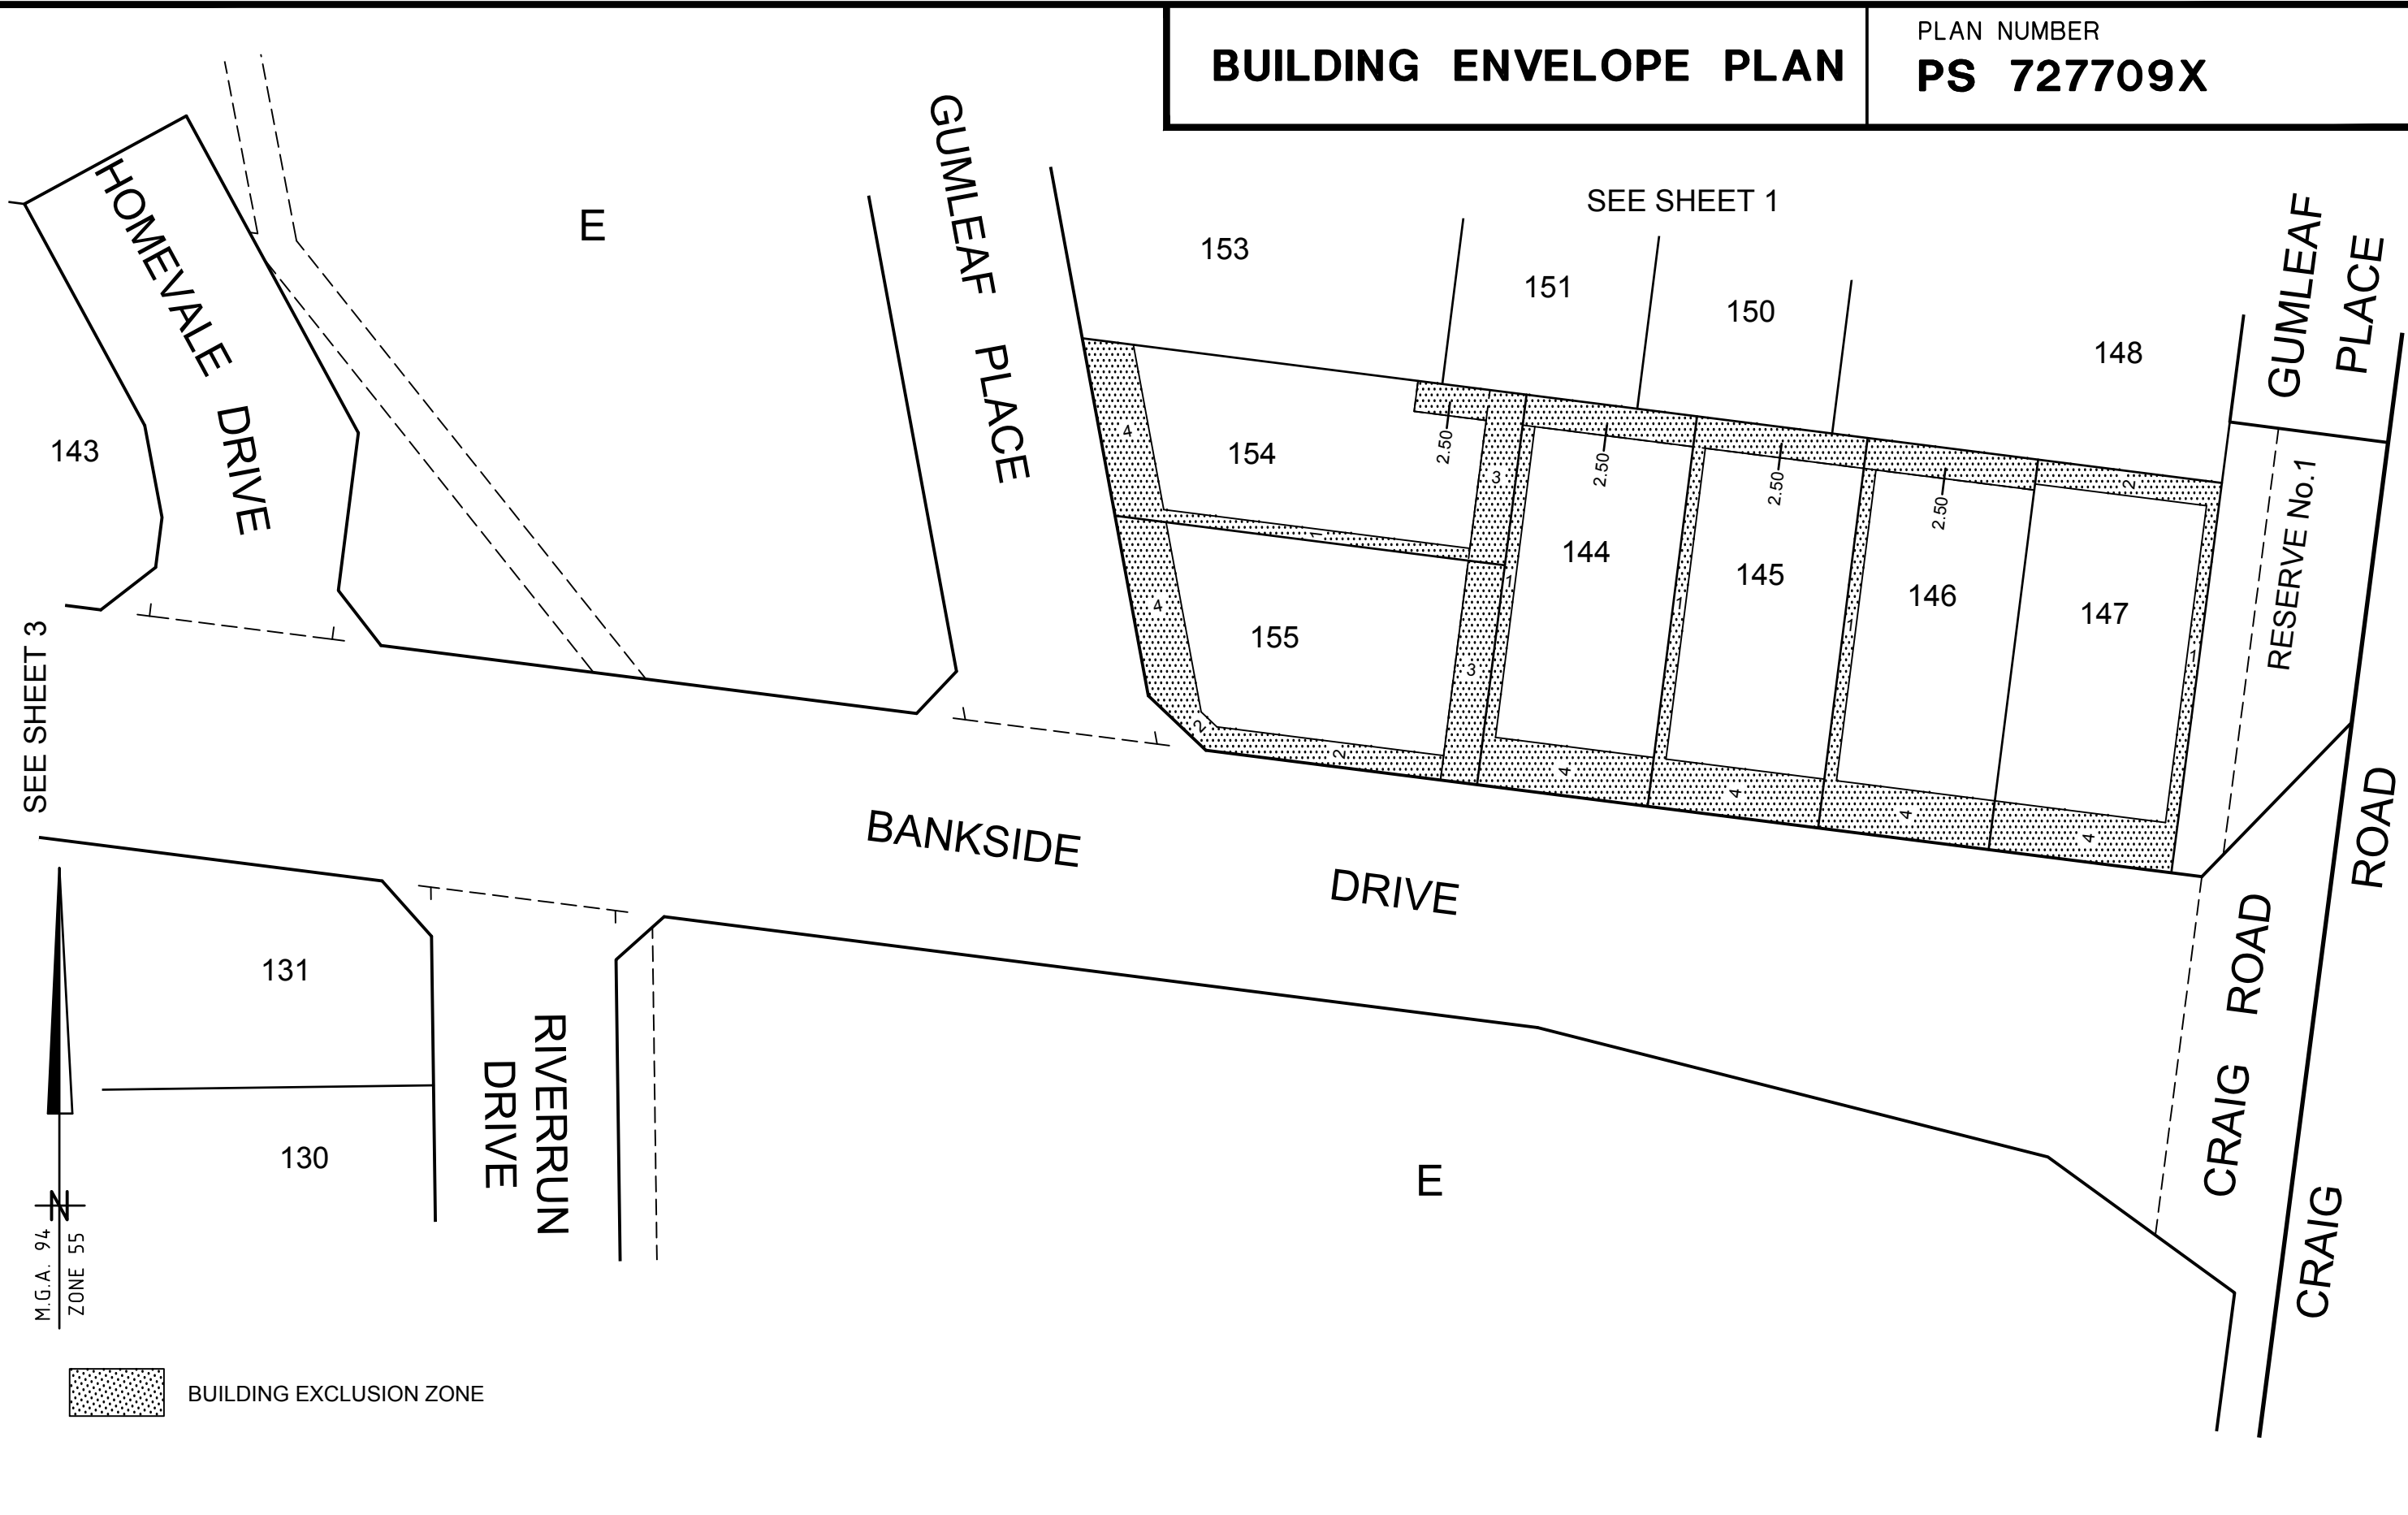 BUILDING ENVELOPE PLAN
PLAN NUMBER
PS 727709X
SEE SHEET 1
HOMEVALE DRIVE
E
GUMLEAF PLACE
153
151
150
148
GUMLEAF
PLACE
143
154
4
2.50
3
2.50
2.50
2.50
2
RESERVE No.1
1
144
145
146
147
155
4
1
1
1
1
3
2
2
4
4
4
4
SEE SHEET 3
BANKSIDE DRIVE
ROAD
CRAIG
CRAIG ROAD
131
130
RIVERRUN
DRIVE
E
N
M.G.A. 94
ZONE 55
BUILDING EXCLUSION ZONE